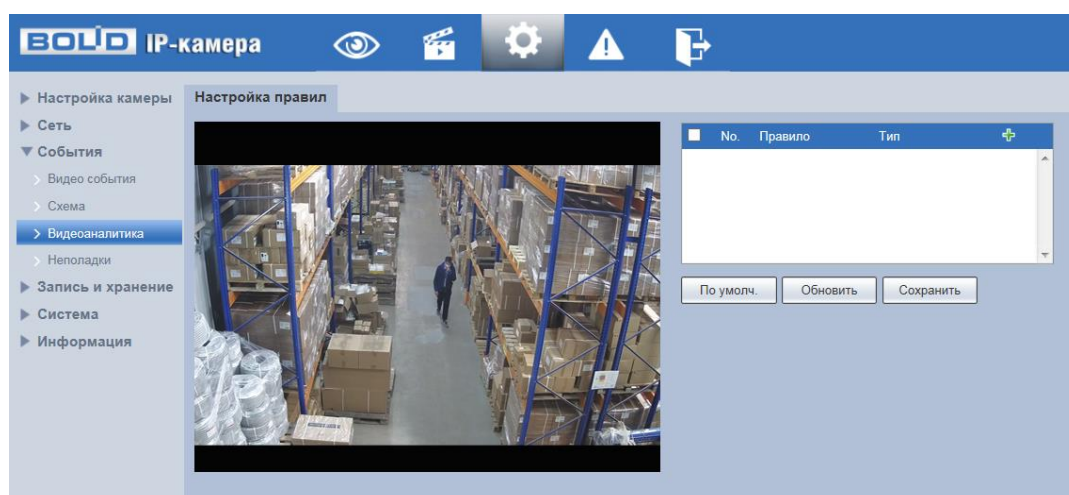 BOLID IP-камера
Настройка камеры
Сеть
События
Видео события
Схема
Видеоаналитика
Неполадки
Запись и хранение
Система
Информация
Настройка правил
No. Правило Тип
По умолч. Обновить Сохранить